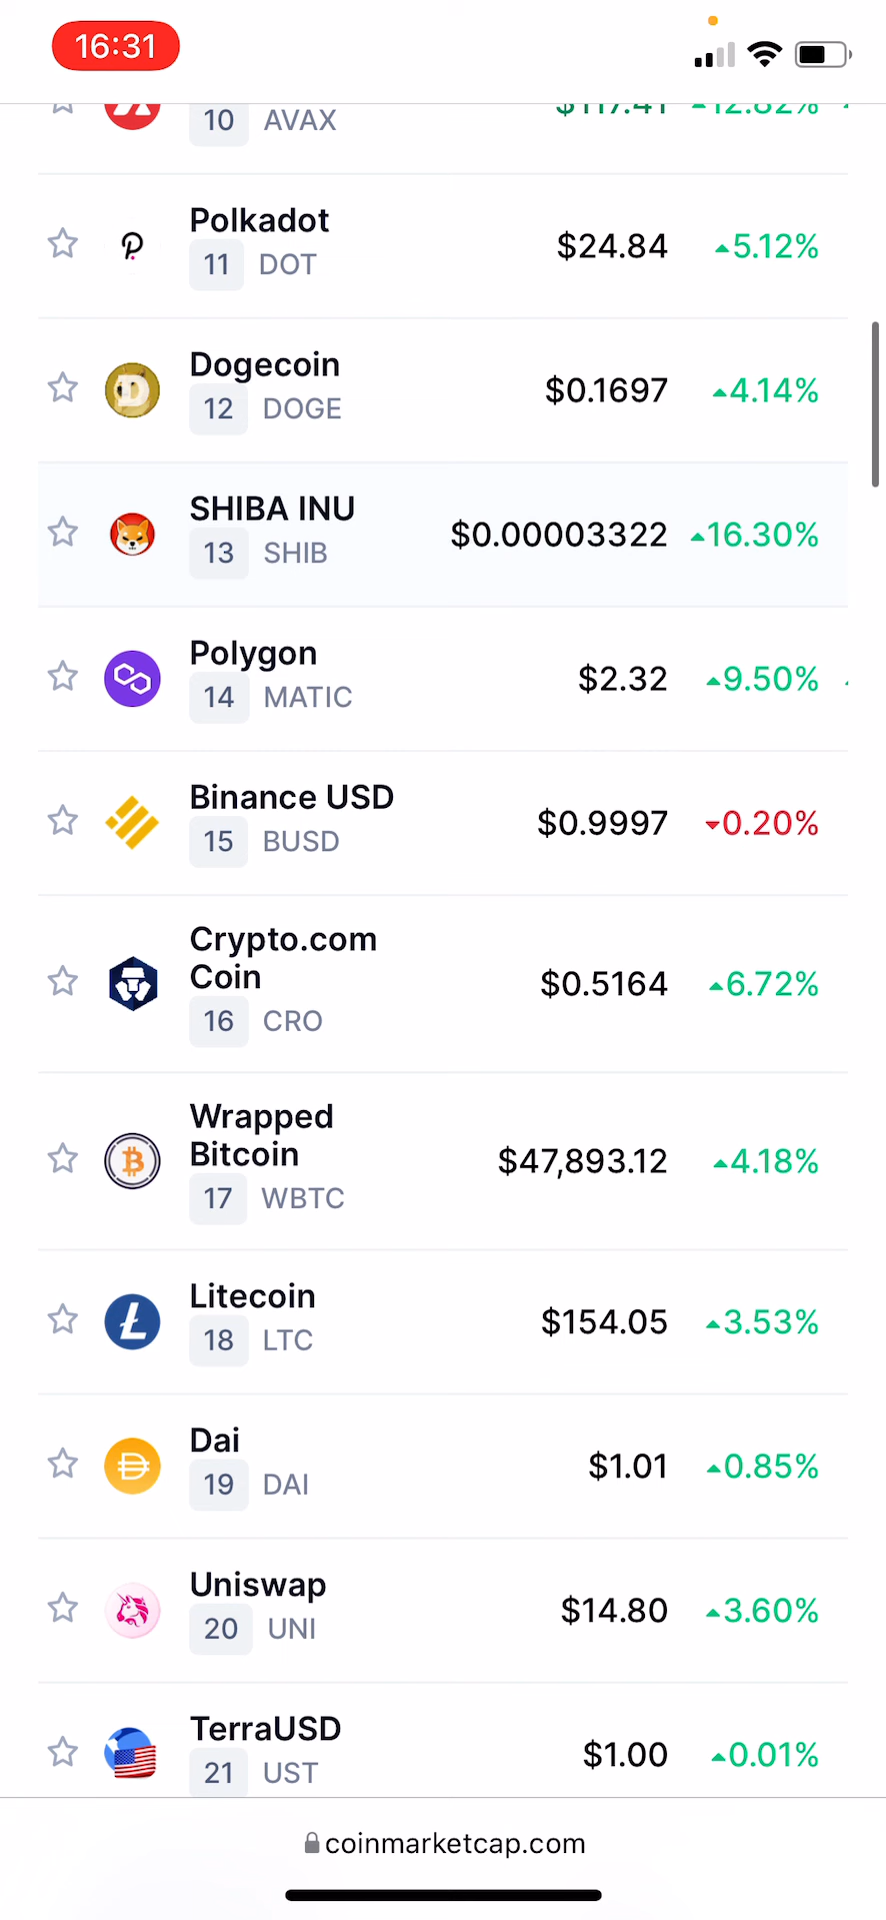 16:31
10 AVAX $117.41 12.82%
Polkadot
11 DOT $24.84 5.12%
Dogecoin
12 DOGE $0.1697 4.14%
SHIBA INU
13 SHIB $0.00003322 16.30%
Polygon
14 MATIC $2.32 9.50%
Binance USD
15 BUSD $0.9997 0.20%
Crypto.com
Coin
16 CRO $0.5164 6.72%
Wrapped
Bitcoin
17 WBTC $47,893.12 4.18%
Litecoin
18 LTC $154.05 3.53%
Dai
19 DAI $1.01 0.85%
Uniswap
20 UNI $14.80 3.60%
TerraUSD
21 UST $1.00 0.01%
coinmarketcap.com